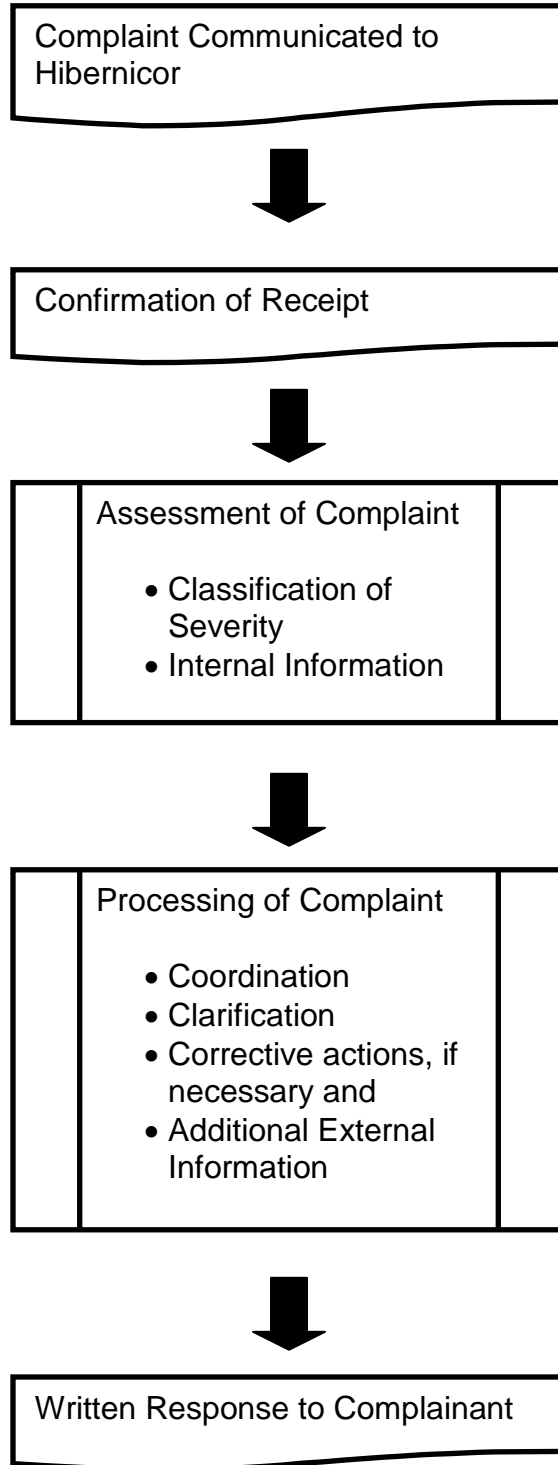 Complaint Communicated to
Hibernicor
Confirmation of Receipt
Assessment of Complaint
• Classification of
Severity
• Internal Information
Processing of Complaint
• Coordination
• Clarification
• Corrective actions, if
necessary and
• Additional External
Information
Written Response to Complainant